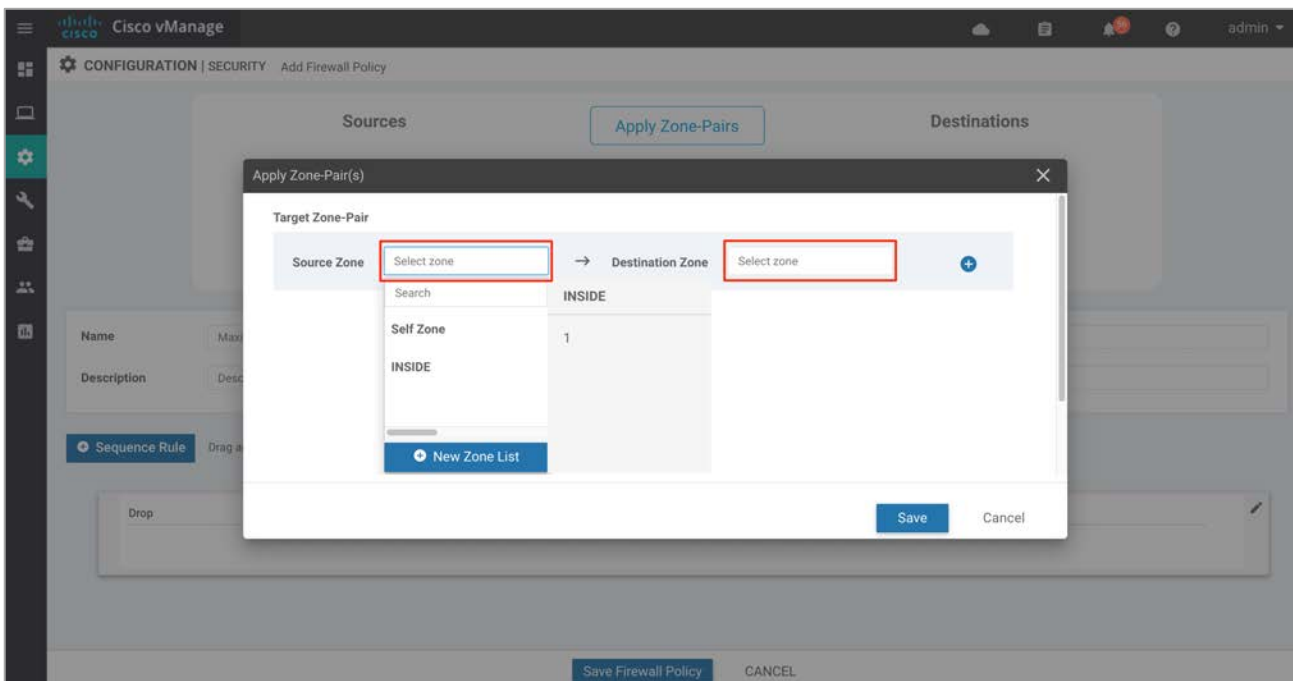 cisco Cisco vManage admin
CONFIGURATION | SECURITY Add Firewall Policy
Sources Apply Zone-Pairs Destinations
Apply Zone-Pair(s)
Target Zone-Pair
Source Zone Select zone → Destination Zone Select zone
Search INSIDE
Self Zone 1
INSIDE
New Zone List
Name
Description
Sequence Rule Drag
Drop
Save Cancel
Save Firewall Policy CANCEL